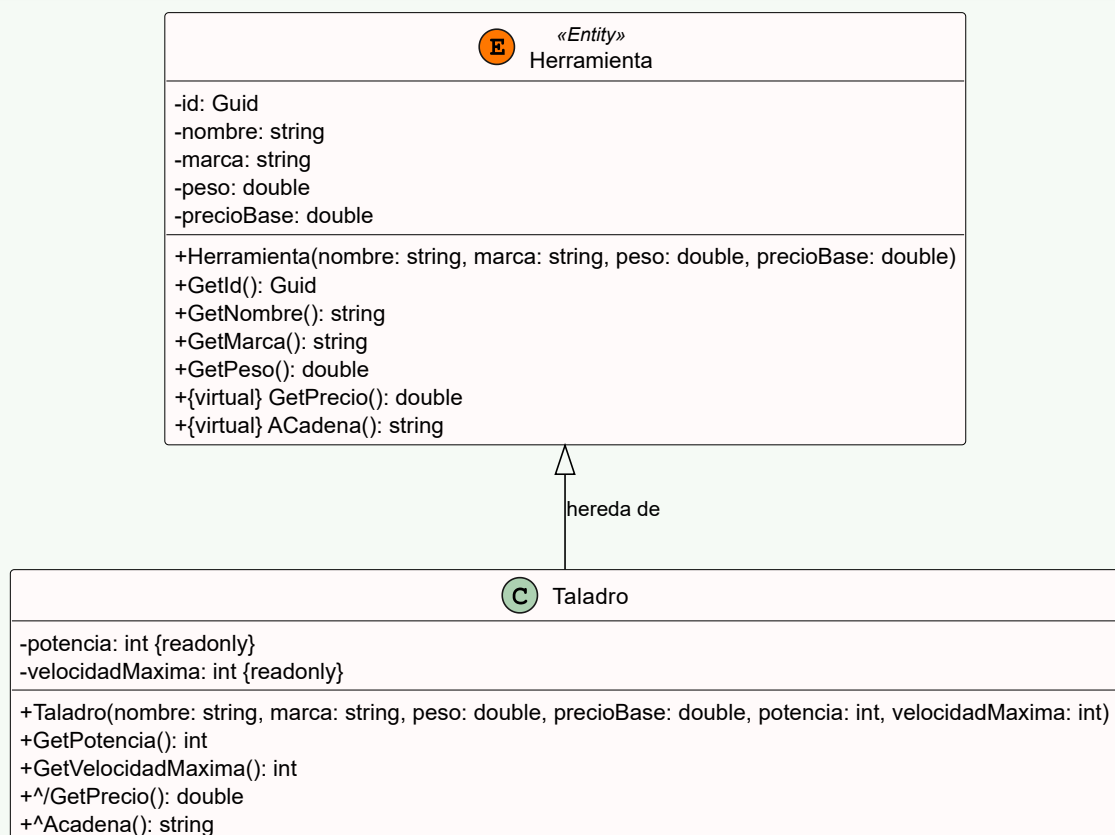 «Entity»
E
Herramienta
-id: Guid
-nombre: string
-marca: string
-peso: double
-precioBase: double
+Herramienta(nombre: string, marca: string, peso: double, precioBase: double)
+GetId(): Guid
+GetNombre(): string
+GetMarca(): string
+GetPeso(): double
+{virtual} GetPrecio(): double
+{virtual} ACadena(): string
hereda de
C Taladro
-potencia: int {readonly}
-velocidadMaxima: int {readonly}
+Taladro(nombre: string, marca: string, peso: double, precioBase: double, potencia: int, velocidadMaxima: int)
+GetPotencia(): int
+GetVelocidadMaxima(): int
+^/GetPrecio(): double
+^Acadena(): string